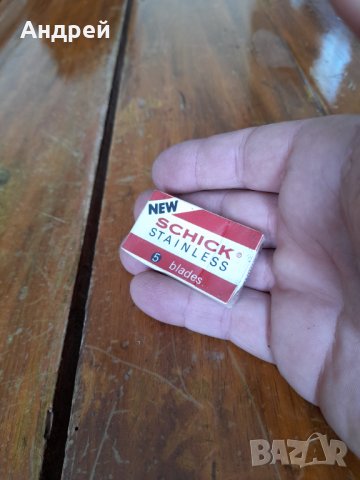 Андрей
NEW
SCHICK®
STAINLESS
5 blades
BAZAR